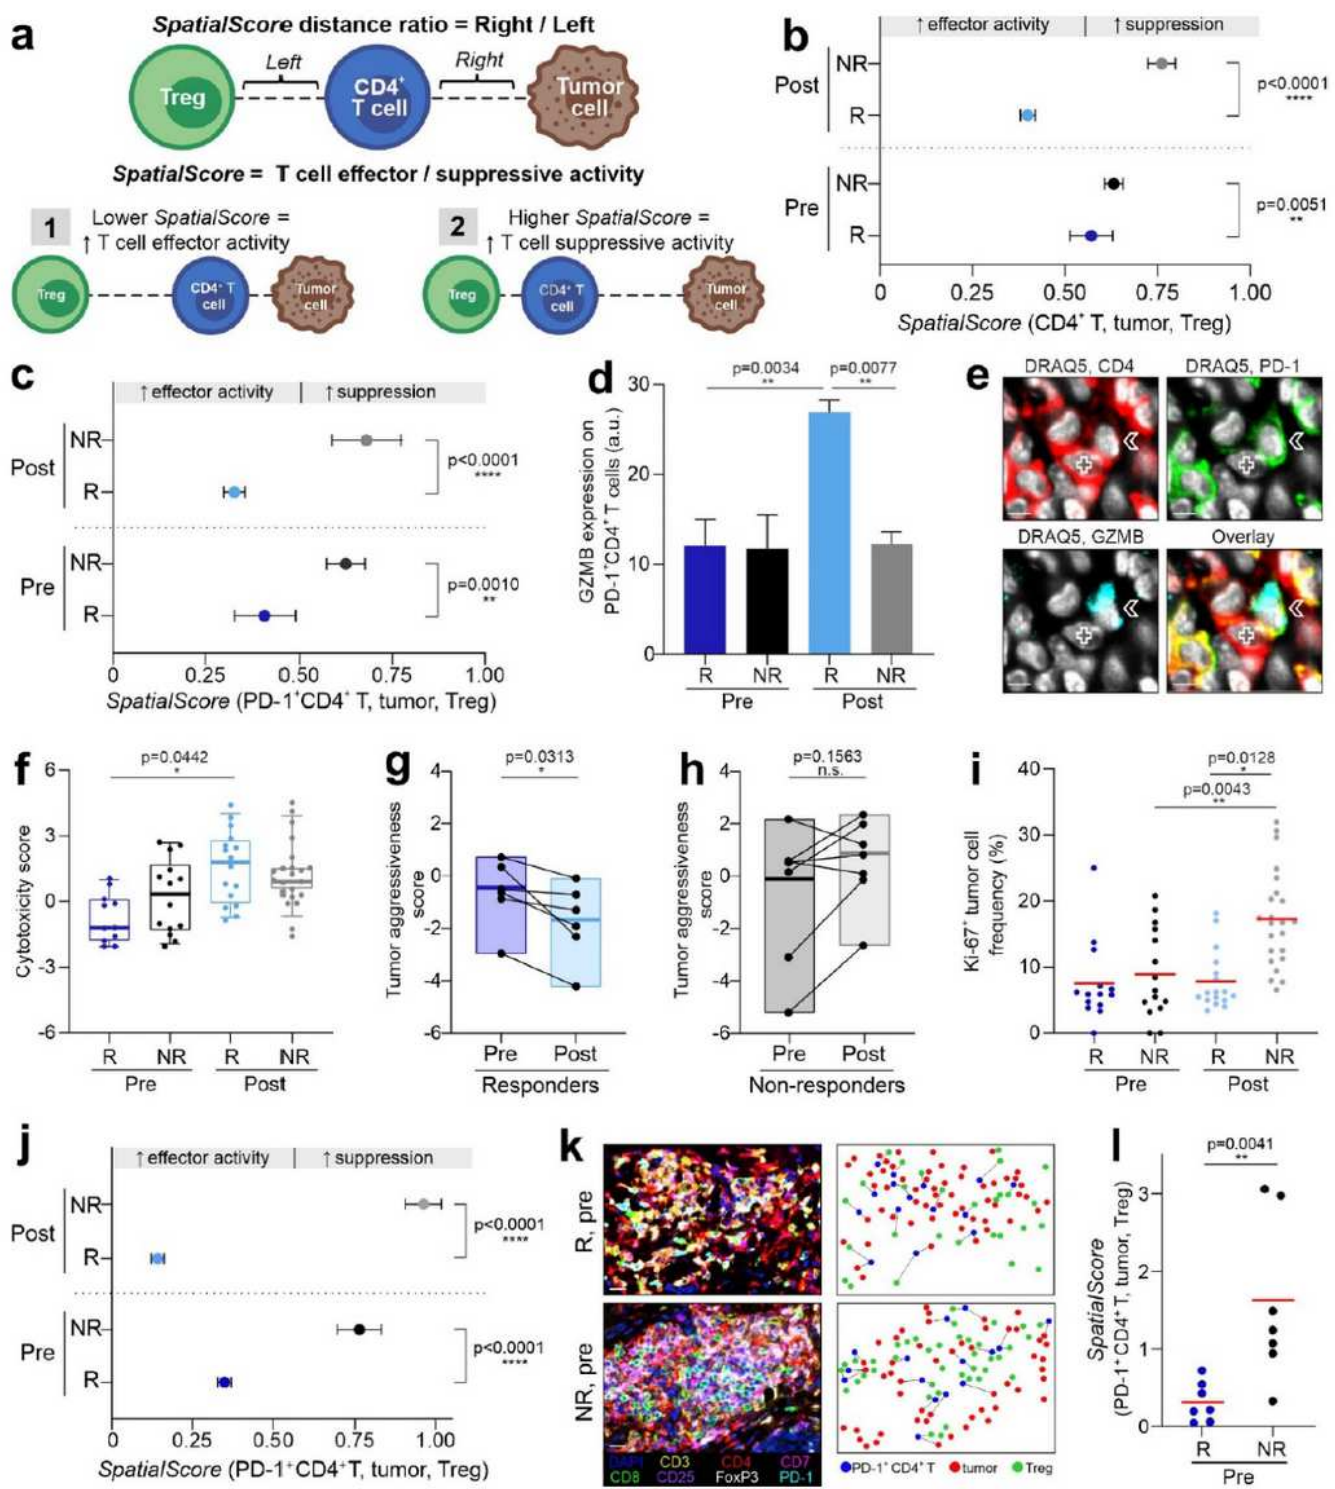 a
SpatialScore distance ratio = Right / Left
Left
Right
Treg
CD4⁺
T cell
Tumor
cell
SpatialScore = T cell effector / suppressive activity
1
Lower SpatialScore =
↑ T cell effector activity
Treg
CD4⁺ T
cell
Tumor
cell
2
Higher SpatialScore =
↑ T cell suppressive activity
Treg
CD4⁺ T
cell
Tumor
cell
b
↑ effector activity | ↑ suppression
Post
NR
R
p<0.0001
****
Pre
NR
R
p=0.0051
**
0 0.25 0.50 0.75 1.00
SpatialScore (CD4⁺ T, tumor, Treg)
c
↑ effector activity | ↑ suppression
Post
NR
R
p<0.0001
****
Pre
NR
R
p=0.0010
**
0 0.25 0.50 0.75 1.00
SpatialScore (PD-1⁺CD4⁺ T, tumor, Treg)
d
p=0.0034
**
p=0.0077
**
GZMB expression on
PD-1⁺CD4⁺ T cells (a.u.)
30
20
10
0
R NR R NR
Pre Post
e
DRAQ5, CD4
DRAQ5, PD-1
DRAQ5, GZMB
Overlay
f
p=0.0442
*
Cytotoxicity score
6
3
0
-3
-6
R NR R NR
Pre Post
g
p=0.0313
*
Tumor aggressiveness
score
4
2
0
-2
-4
-6
Pre Post
Responders
h
p=0.1563
n.s.
Tumor aggressiveness
score
4
2
0
-2
-4
-6
Pre Post
Non-responders
i
p=0.0128
*
p=0.0043
**
Ki-67⁺ tumor cell
frequency (%)
40
30
20
10
0
R NR R NR
Pre Post
j
↑ effector activity | ↑ suppression
Post
NR
R
p<0.0001
****
Pre
NR
R
p<0.0001
****
0 0.25 0.50 0.75 1.00
SpatialScore (PD-1⁺CD4⁺T, tumor, Treg)
k
R, pre
NR, pre
DAPI CD3 CD4 CD7
CD8 CD25 FoxP3 PD-1
PD-1⁺ CD4⁺ T tumor Treg
l
p=0.0041
**
SpatialScore
(PD-1⁺ CD4⁺ T, tumor, Treg)
3
2
1
0
R NR
Pre